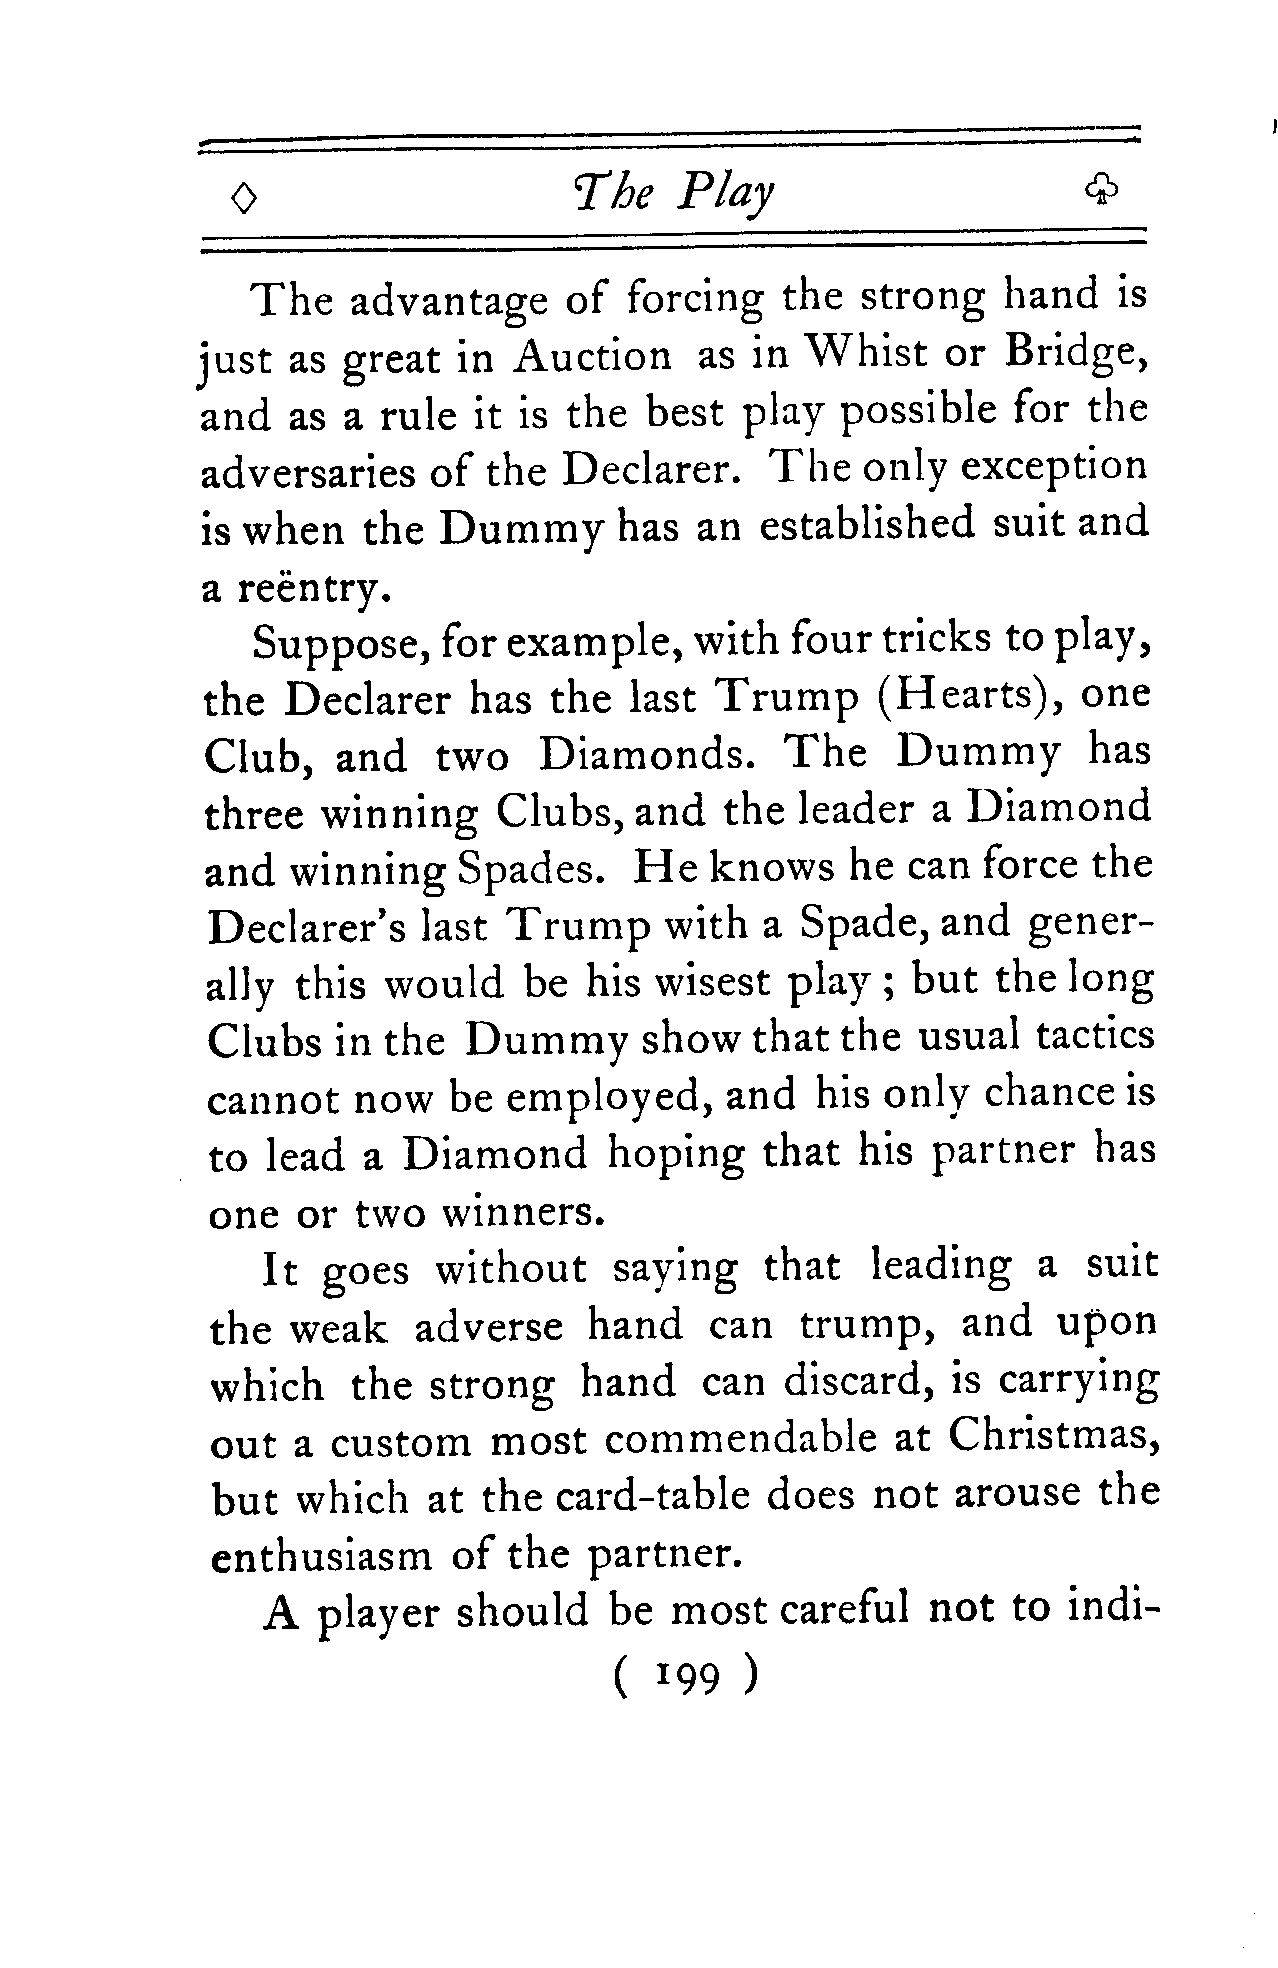 ◇ The Play ♧
The advantage of forcing the strong hand is
just as great in Auction as in Whist or Bridge,
and as a rule it is the best play possible for the
adversaries of the Declarer. The only exception
is when the Dummy has an established suit and
a reëntry.
Suppose, for example, with four tricks to play,
the Declarer has the last Trump (Hearts), one
Club, and two Diamonds. The Dummy has
three winning Clubs, and the leader a Diamond
and winning Spades. He knows he can force the
Declarer's last Trump with a Spade, and gener-
ally this would be his wisest play; but the long
Clubs in the Dummy show that the usual tactics
cannot now be employed, and his only chance is
to lead a Diamond hoping that his partner has
one or two winners.
It goes without saying that leading a suit
the weak adverse hand can trump, and upon
which the strong hand can discard, is carrying
out a custom most commendable at Christmas,
but which at the card-table does not arouse the
enthusiasm of the partner.
A player should be most careful not to indi-
( 199 )